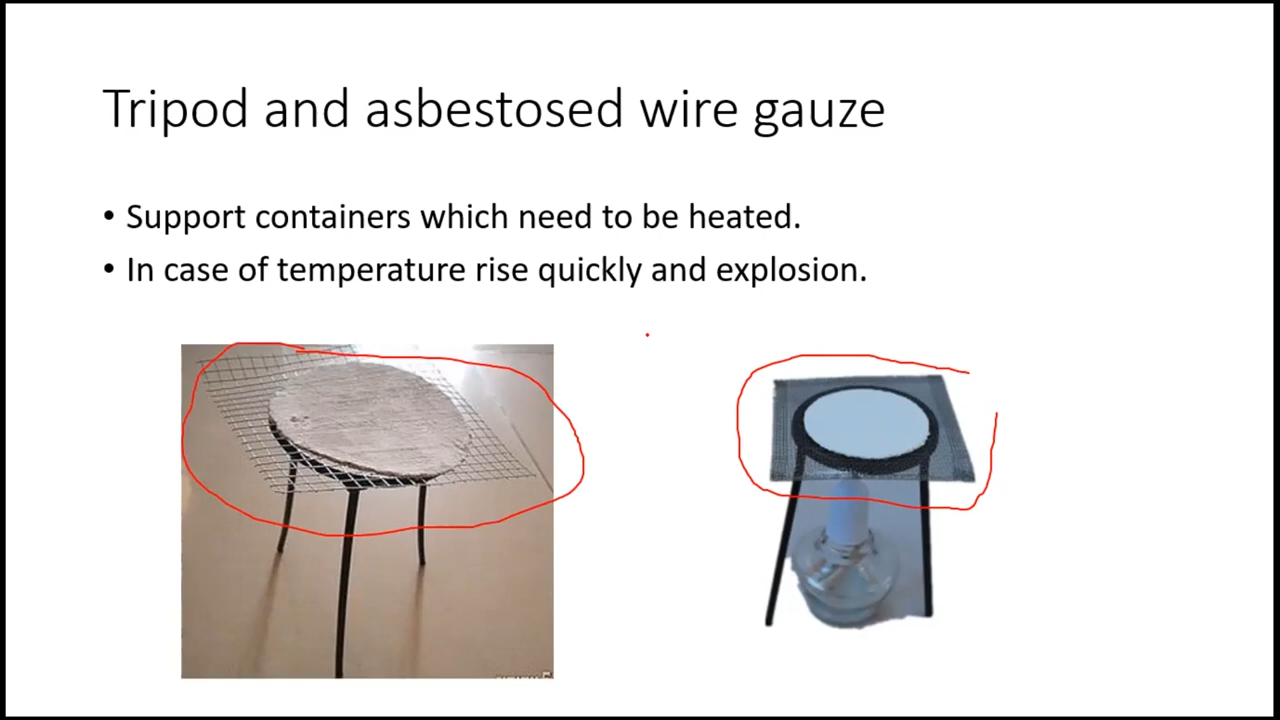 Tripod and asbestosed wire gauze
• Support containers which need to be heated.
• In case of temperature rise quickly and explosion.